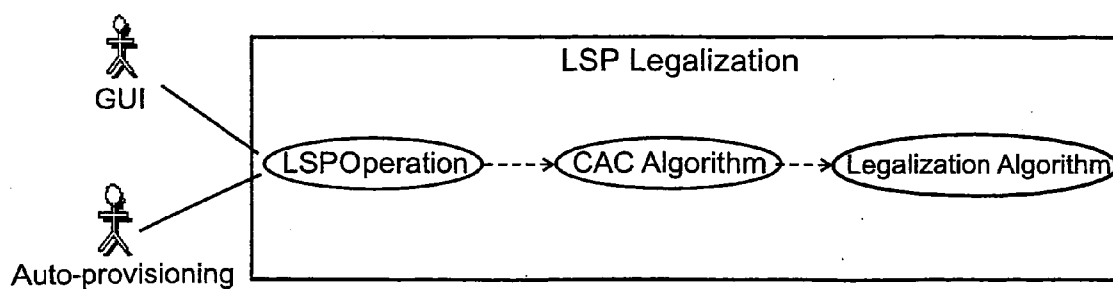 LSP Legalization
GUI
LSPOperation
CAC Algorithm
Legalization Algorithm
Auto-provisioning